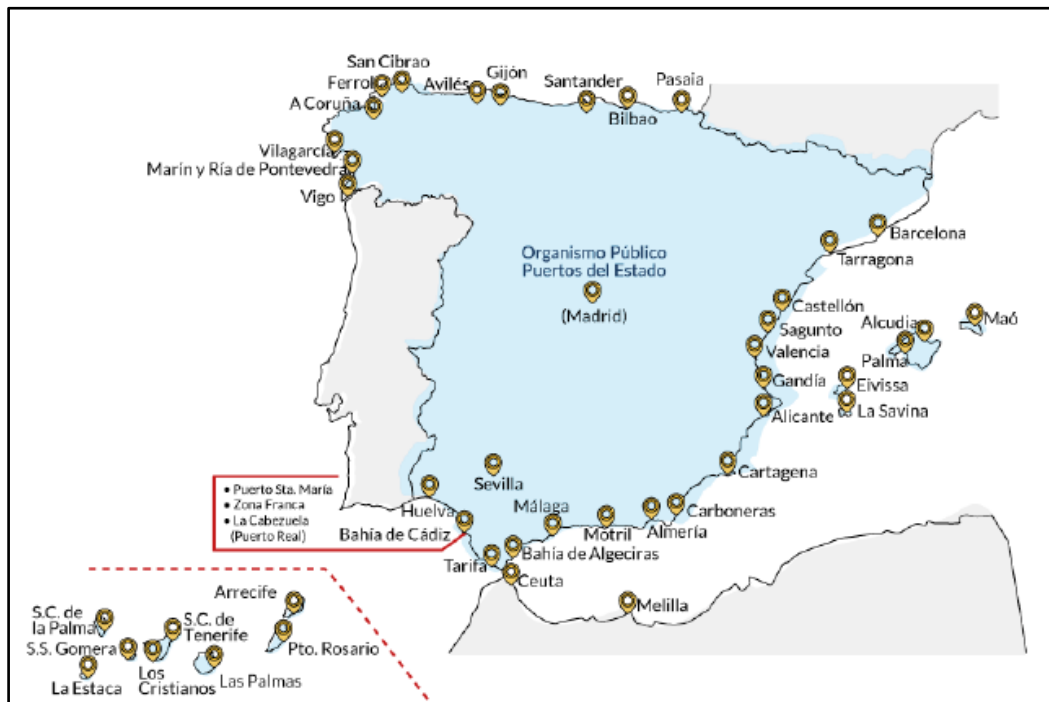 San Cibrao
Ferrol
A Coruña
Avilés
Gijón
Santander
Bilbao
Pasaia
Vilagarcía
Marín y Ría de Pontevedra
Vigo
Organismo Público
Puertos del Estado
(Madrid)
Barcelona
Tarragona
Castellón
Sagunto
Valencia
Gandía
Alicante
Alcudia
Maó
Palma
Eivissa
La Savina
Cartagena
Carboneras
Almería
Motril
Málaga
Sevilla
Huelva
Bahía de Cádiz
• Puerto Sta. María
• Zona Franca
• La Cabezuela
(Puerto Real)
Tarifa
Bahía de Algeciras
Ceuta
Melilla
Arrecife
S.C. de
la Palma
S.C. de
Tenerife
S.S. Gomera
Pto. Rosario
La Estaca
Los
Cristianos
Las Palmas